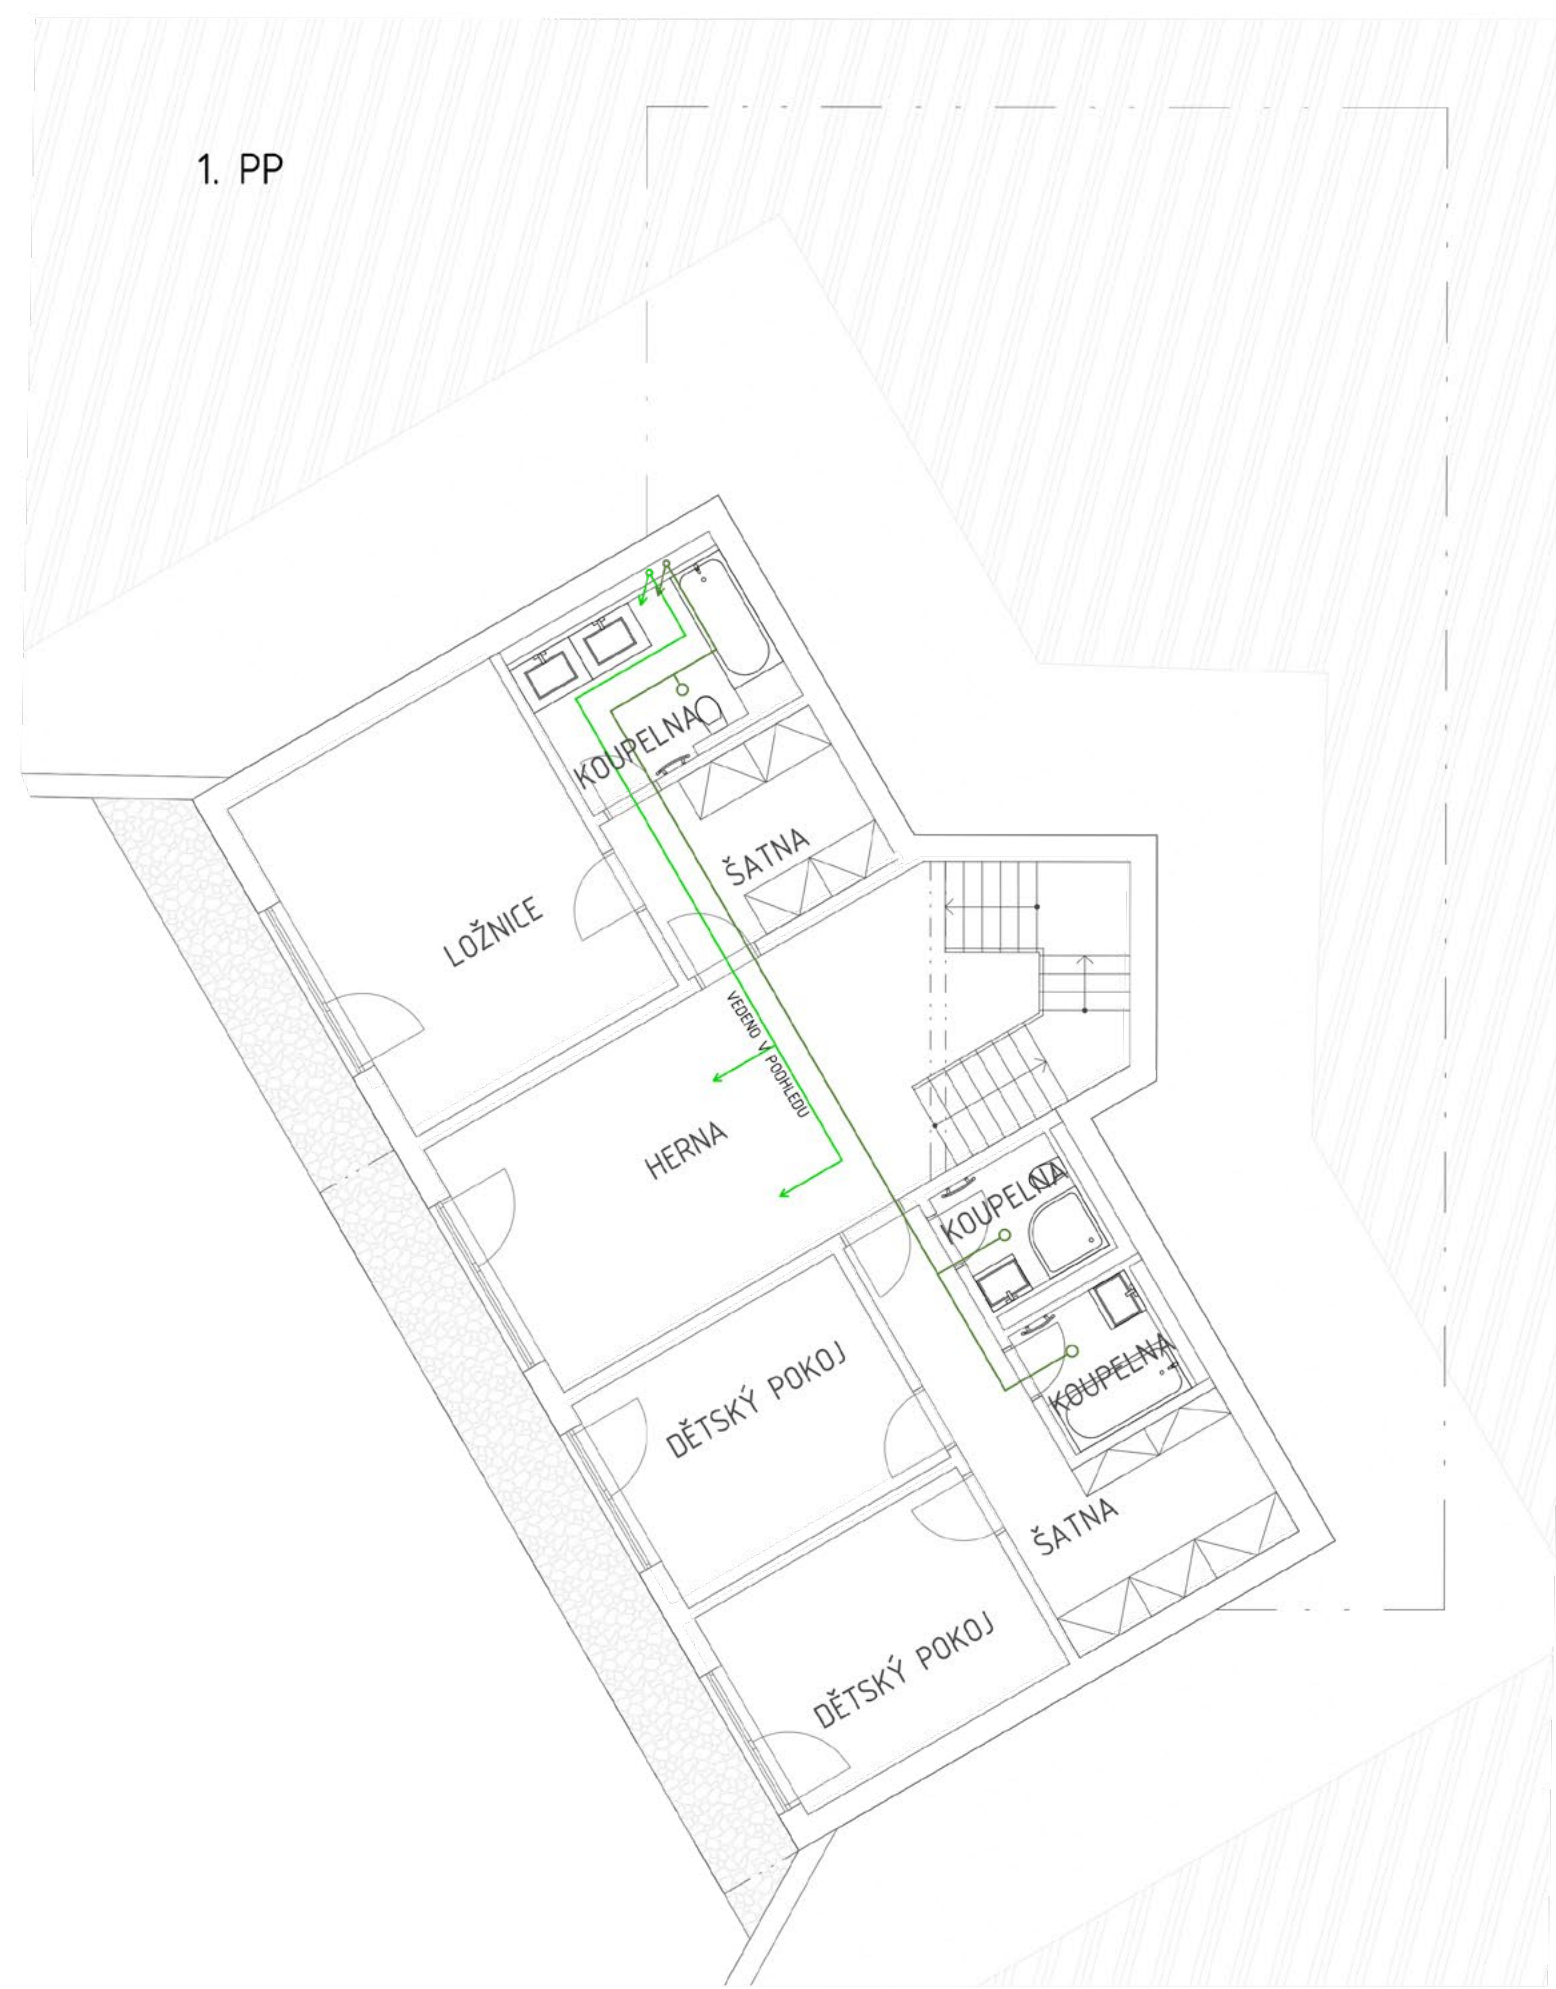 1. PP
KOUPELNA
ŠATNA
LOŽNICE
VEDENO V PODHLEDU
HERNA
KOUPELNA
KOUPELNA
DĚTSKÝ POKOJ
ŠATNA
DĚTSKÝ POKOJ